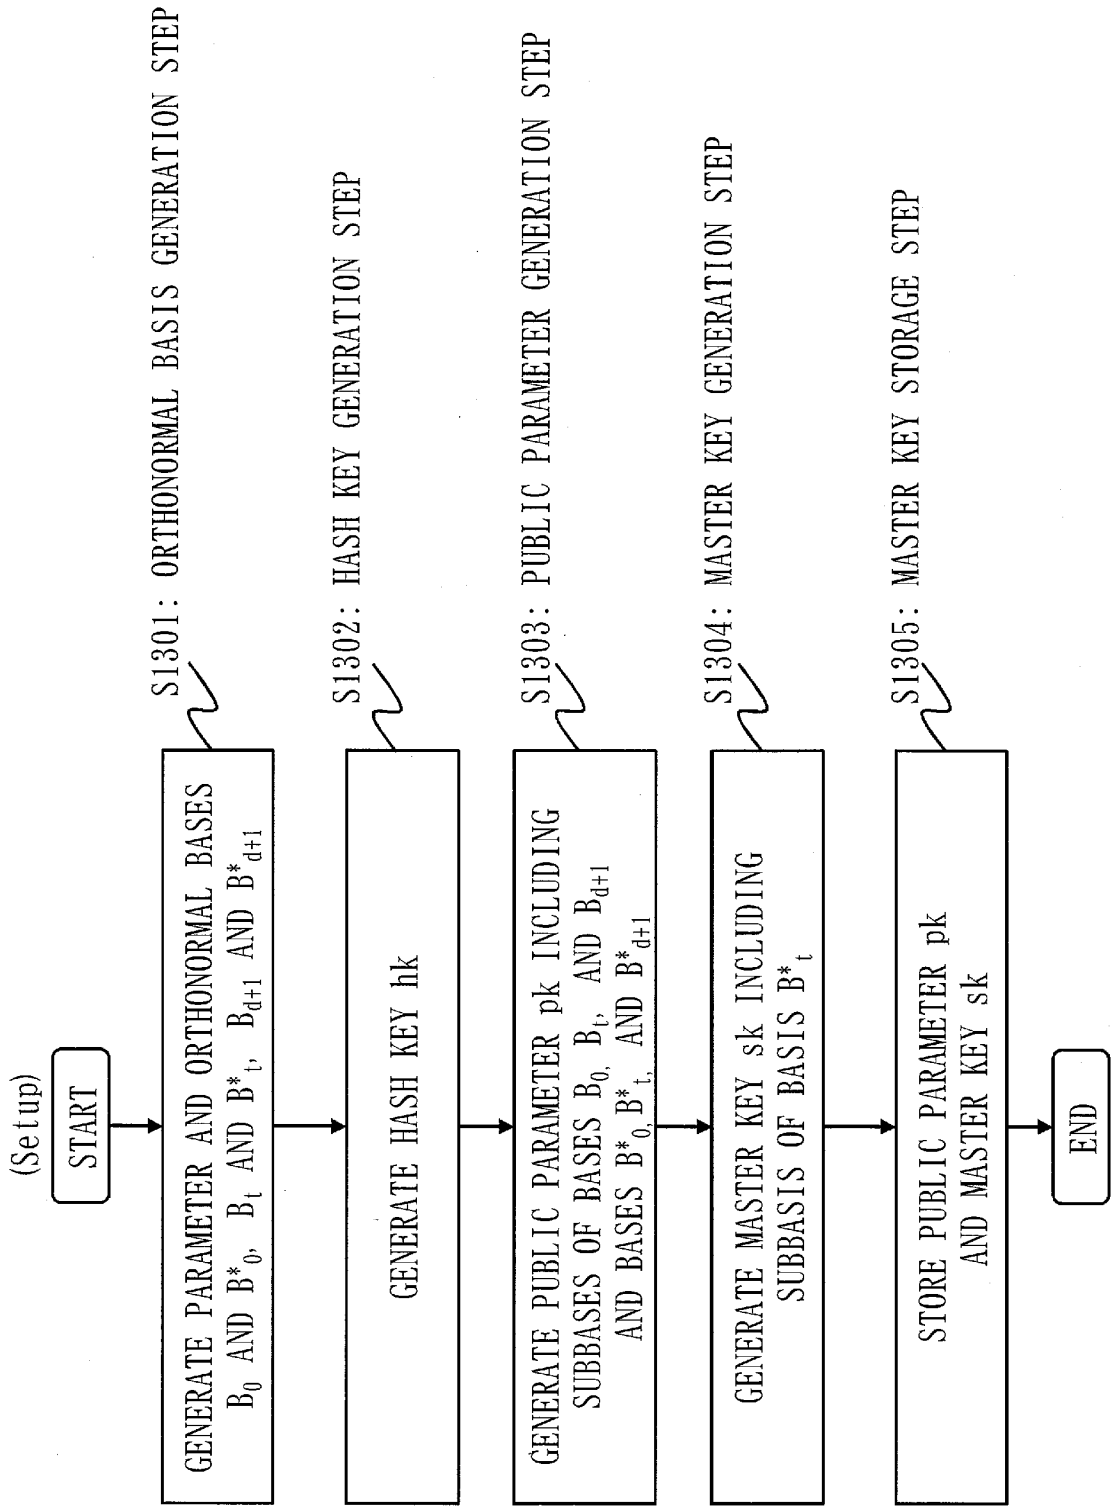 (Setup)
START
GENERATE PARAMETER AND ORTHONORMAL BASES
B₀ AND B*₀, Bₜ AND B*ₜ, B_{d+1} AND B*_{d+1}
S1301: ORTHONORMAL BASIS GENERATION STEP
GENERATE HASH KEY hk
S1302: HASH KEY GENERATION STEP
GENERATE PUBLIC PARAMETER pk INCLUDING
SUBBASES OF BASES B₀, Bₜ, AND B_{d+1}
AND BASES B*₀, B*ₜ, AND B*_{d+1}
S1303: PUBLIC PARAMETER GENERATION STEP
GENERATE MASTER KEY sk INCLUDING
SUBBASIS OF BASIS B*ₜ
S1304: MASTER KEY GENERATION STEP
STORE PUBLIC PARAMETER pk
AND MASTER KEY sk
S1305: MASTER KEY STORAGE STEP
END